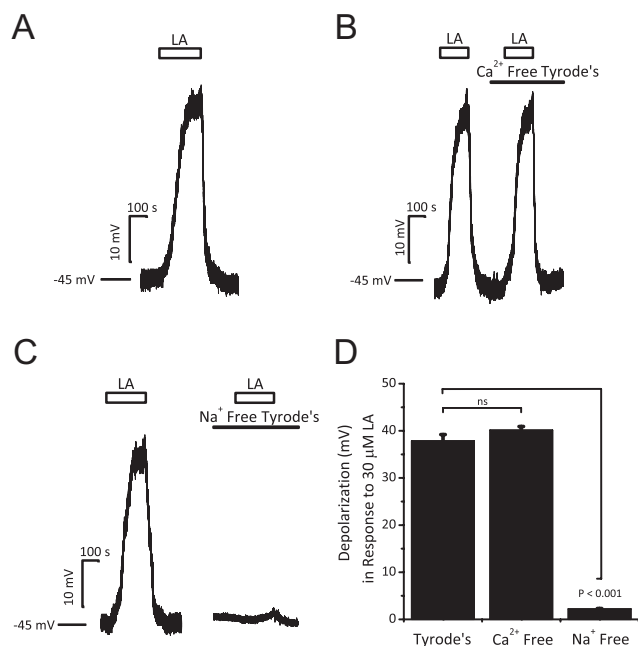 A
LA
100 s
10 mV
-45 mV
B
LA
LA
Ca2+ Free Tyrode's
100 s
10 mV
-45 mV
C
LA
LA
Na+ Free Tyrode's
100 s
10 mV
-45 mV
D
Depolarization (mV)
in Response to 30 µM LA
50
40
30
20
10
0
ns
P < 0.001
Tyrode's
Ca2+ Free
Na+ Free